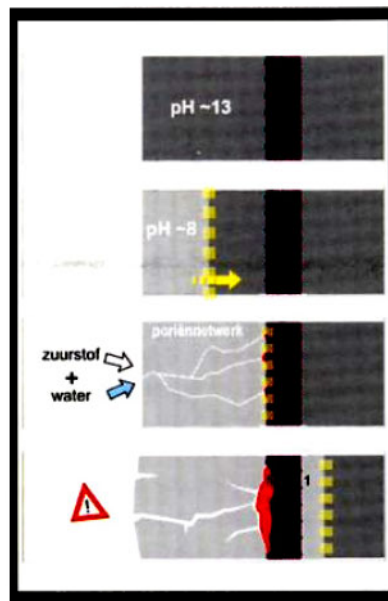 pH ~13
pH ~8
poriënnetwerk
zuurstof
+
water
!
1